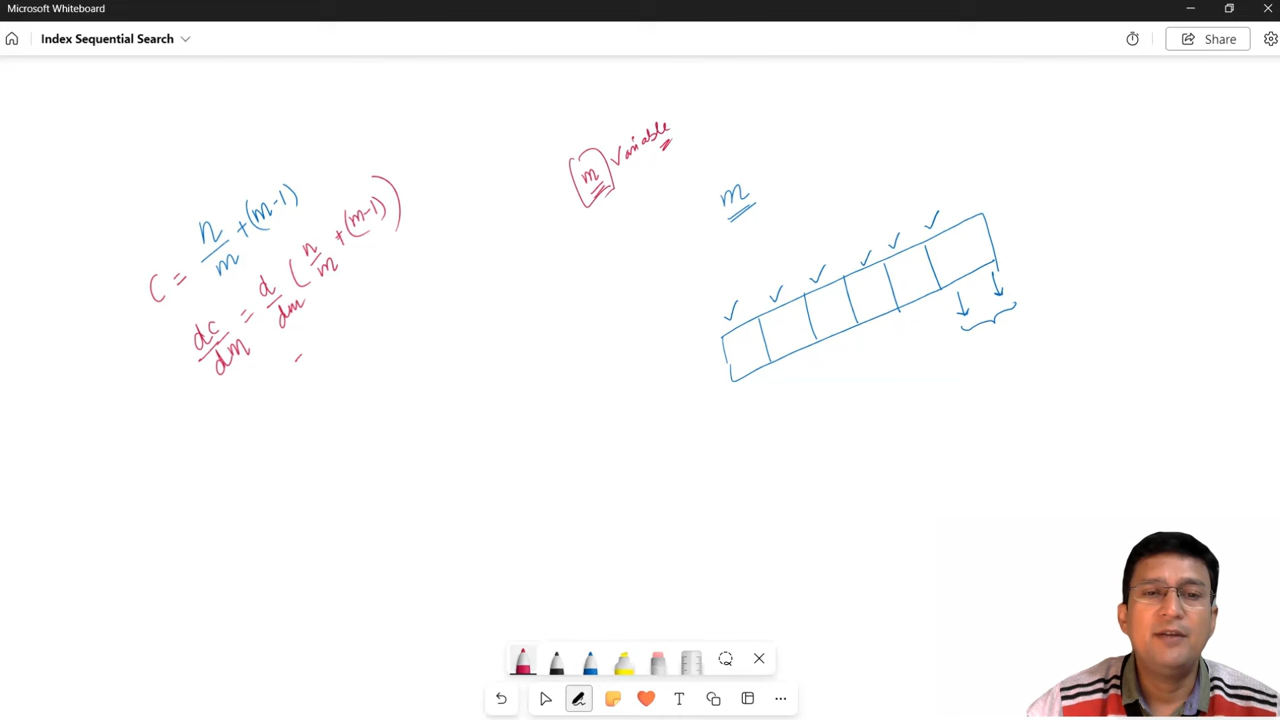 Microsoft Whiteboard
Index Sequential Search
Share
m variable
m
C = n/m + (m-1)
dc/dm = d/dm (n/m + (m-1))
=
T